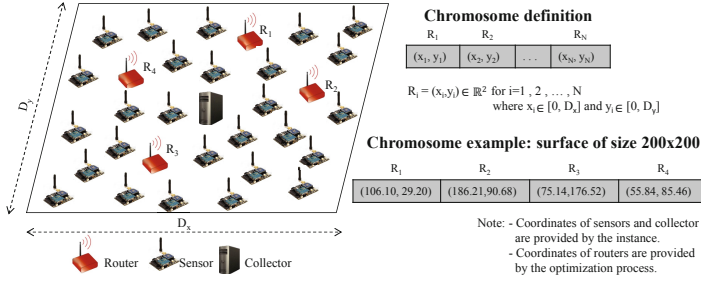 R1
R4
R2
R3
Dy
Dx
Router
Sensor
Collector
Chromosome definition
R1 R2 RN
(x1, y1) (x2, y2) . . . (xN, yN)
Ri = (xi,yi) ∈ ℝ² for i=1 , 2 , . . . , N
where xi ∈ [0, Dx] and yi ∈ [0, Dy]
Chromosome example: surface of size 200x200
R1 R2 R3 R4
(106.10, 29.20) (186.21,90.68) (75.14,176.52) (55.84, 85.46)
Note: - Coordinates of sensors and collector
are provided by the instance.
- Coordinates of routers are provided
by the optimization process.